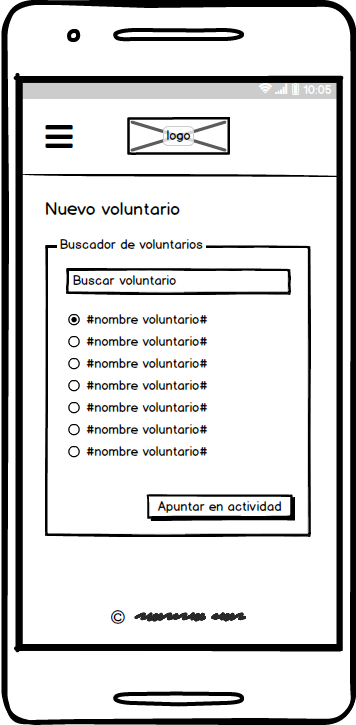 10:05
logo
Nuevo voluntario
Buscador de voluntarios
Buscar voluntario
#nombre voluntario#
#nombre voluntario#
#nombre voluntario#
#nombre voluntario#
#nombre voluntario#
#nombre voluntario#
#nombre voluntario#
Apuntar en actividad
©